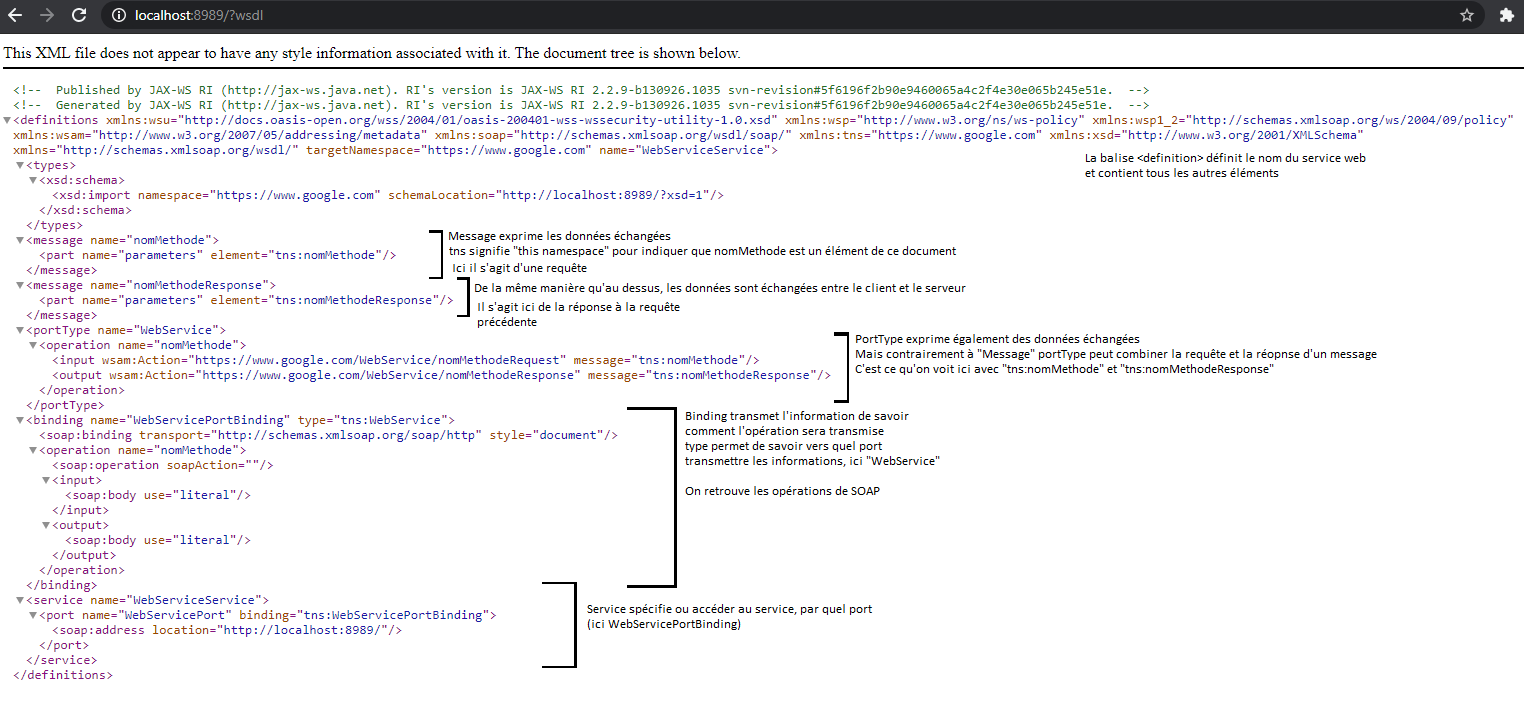 localhost:8989/?wsdl
This XML file does not appear to have any style information associated with it. The document tree is shown below.
<!--  Published by JAX-WS RI (http://jax-ws.java.net). RI's version is JAX-WS RI 2.2.9-b130926.1035 svn-revision#5f6196f2b90e9460065a4c2f4e30e065b245e51e.  -->
<!--  Generated by JAX-WS RI (http://jax-ws.java.net). RI's version is JAX-WS RI 2.2.9-b130926.1035 svn-revision#5f6196f2b90e9460065a4c2f4e30e065b245e51e.  -->
<definitions xmlns:wsu="http://docs.oasis-open.org/wss/2004/01/oasis-200401-wss-wssecurity-utility-1.0.xsd" xmlns:wsp="http://www.w3.org/ns/ws-policy" xmlns:wsp1_2="http://schemas.xmlsoap.org/ws/2004/09/policy"
xmlns:wsam="http://www.w3.org/2007/05/addressing/metadata" xmlns:soap="http://schemas.xmlsoap.org/wsdl/soap/" xmlns:tns="https://www.google.com" xmlns:xsd="http://www.w3.org/2001/XMLSchema"
xmlns="http://schemas.xmlsoap.org/wsdl/" targetNamespace="https://www.google.com" name="WebServiceService">
La balise <definition> définit le nom du service web
et contient tous les autres éléments
<types>
<xsd:schema>
<xsd:import namespace="https://www.google.com" schemaLocation="http://localhost:8989/?xsd=1"/>
</xsd:schema>
</types>
<message name="nomMethode">
<part name="parameters" element="tns:nomMethode"/>
</message>
Message exprime les données échangées
tns signifie "this namespace" pour indiquer que nomMethode est un élément de ce document
Ici il s'agit d'une requête
<message name="nomMethodeResponse">
<part name="parameters" element="tns:nomMethodeResponse"/>
</message>
De la même manière qu'au dessus, les données sont échangées entre le client et le serveur
Il s'agit ici de la réponse à la requête
précédente
<portType name="WebService">
<operation name="nomMethode">
<input wsam:Action="https://www.google.com/WebService/nomMethodeRequest" message="tns:nomMethode"/>
<output wsam:Action="https://www.google.com/WebService/nomMethodeResponse" message="tns:nomMethodeResponse"/>
</operation>
</portType>
PortType exprime également des données échangées
Mais contrairement à "Message" portType peut combiner la requête et la réopnse d'un message
C'est ce qu'on voit ici avec "tns:nomMethode" et "tns:nomMethodeResponse"
<binding name="WebServicePortBinding" type="tns:WebService">
<soap:binding transport="http://schemas.xmlsoap.org/soap/http" style="document"/>
<operation name="nomMethode">
<soap:operation soapAction=""/>
<input>
<soap:body use="literal"/>
</input>
<output>
<soap:body use="literal"/>
</output>
</operation>
</binding>
Binding transmet l'information de savoir
comment l'opération sera transmise
type permet de savoir vers quel port
transmettre les informations, ici "WebService"
On retrouve les opérations de SOAP
<service name="WebServiceService">
<port name="WebServicePort" binding="tns:WebServicePortBinding">
<soap:address location="http://localhost:8989/"/>
</port>
</service>
</definitions>
Service spécifie ou accéder au service, par quel port
(ici WebServicePortBinding)